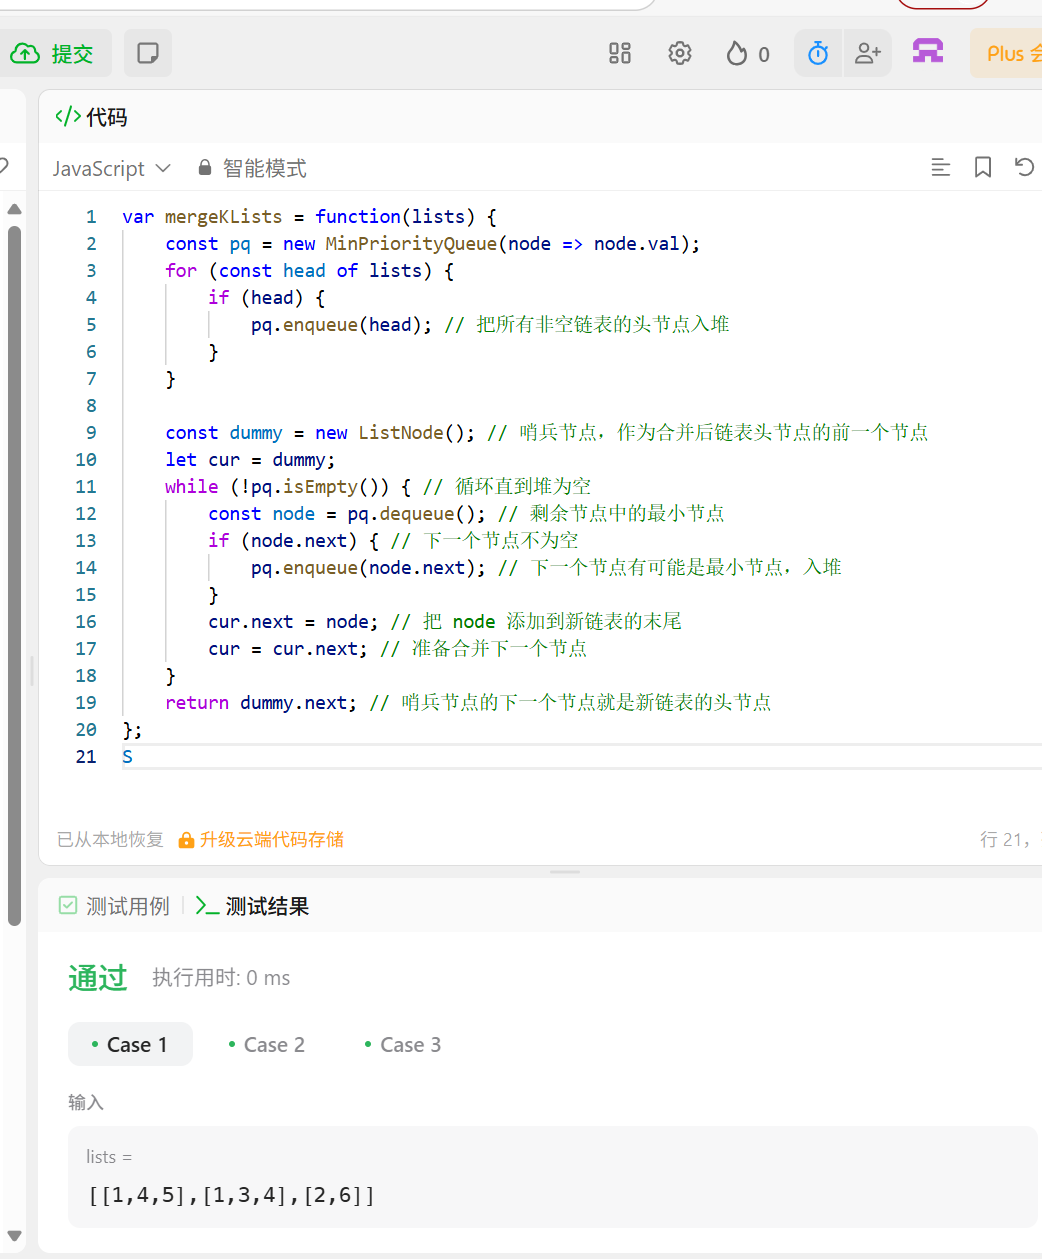 提交
0
Plus 会
代码
JavaScript 智能模式
1 var mergeKLists = function(lists) {
2 const pq = new MinPriorityQueue(node => node.val);
3 for (const head of lists) {
4 if (head) {
5 pq.enqueue(head); // 把所有非空链表的头节点入堆
6 }
7 }
8
9 const dummy = new ListNode(); // 哨兵节点，作为合并后链表头节点的前一个节点
10 let cur = dummy;
11 while (!pq.isEmpty()) { // 循环直到堆为空
12 const node = pq.dequeue(); // 剩余节点中的最小节点
13 if (node.next) { // 下一个节点不为空
14 pq.enqueue(node.next); // 下一个节点有可能是最小节点，入堆
15 }
16 cur.next = node; // 把 node 添加到新链表的末尾
17 cur = cur.next; // 准备合并下一个节点
18 }
19 return dummy.next; // 哨兵节点的下一个节点就是新链表的头节点
20 };
21 S
已从本地恢复 升级云端代码存储 行 21，
测试用例 >_ 测试结果
通过 执行用时: 0 ms
• Case 1 • Case 2 • Case 3
输入
lists =
[[1,4,5],[1,3,4],[2,6]]